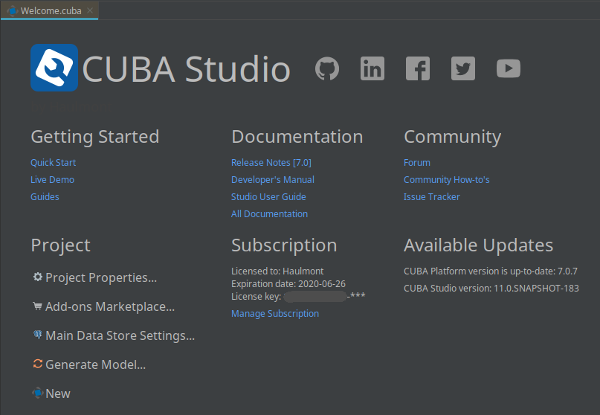 Welcome.cuba
CUBA Studio
Getting Started
Quick Start
Live Demo
Guides
Documentation
Release Notes [7.0]
Developer's Manual
Studio User Guide
All Documentation
Community
Forum
Community How-to's
Issue Tracker
Project
Project Properties...
Add-ons Marketplace...
Main Data Store Settings...
Generate Model...
New
Subscription
Licensed to: Haulmont
Expiration date: 2020-06-26
License key: -***
Manage Subscription
Available Updates
CUBA Platform version is up-to-date: 7.0.7
CUBA Studio version: 11.0.SNAPSHOT-183